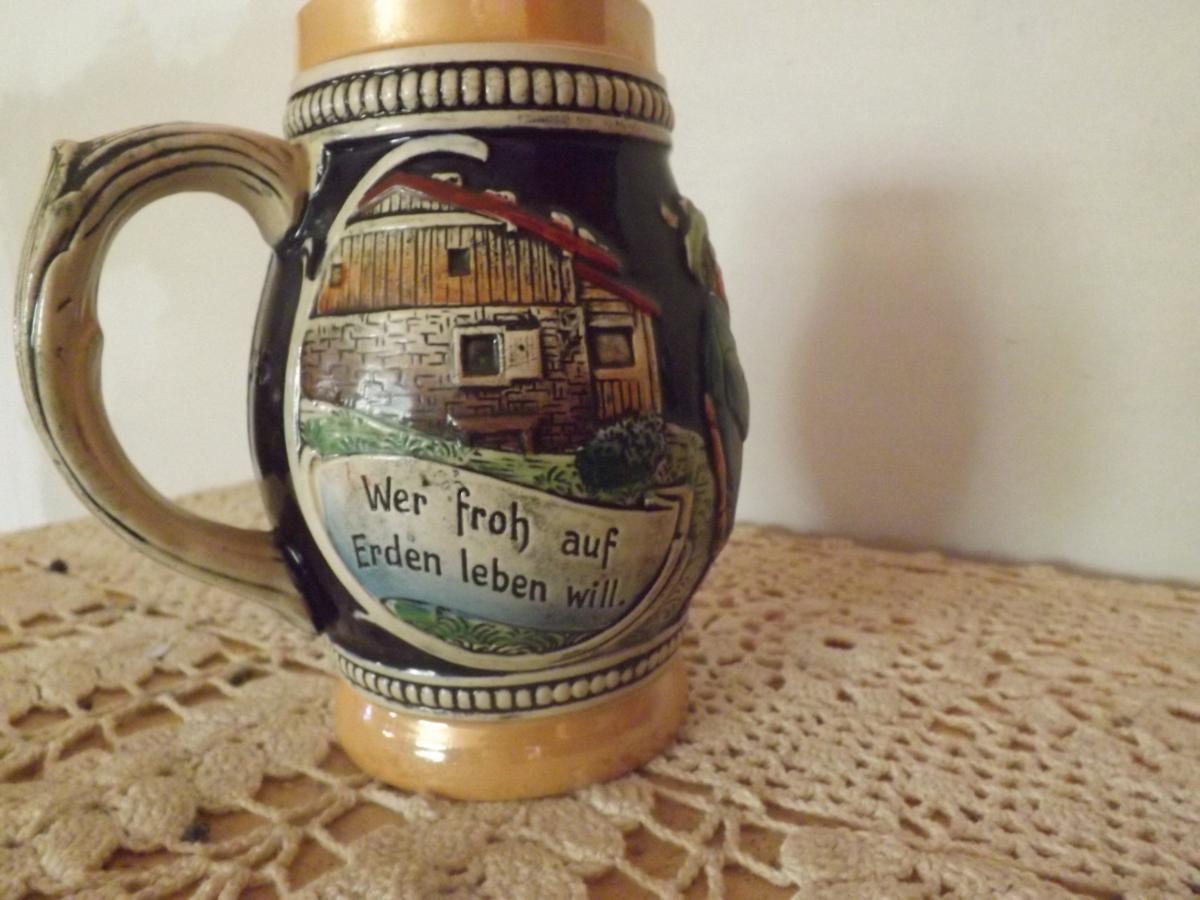 Wer froh auf
Erden leben will.